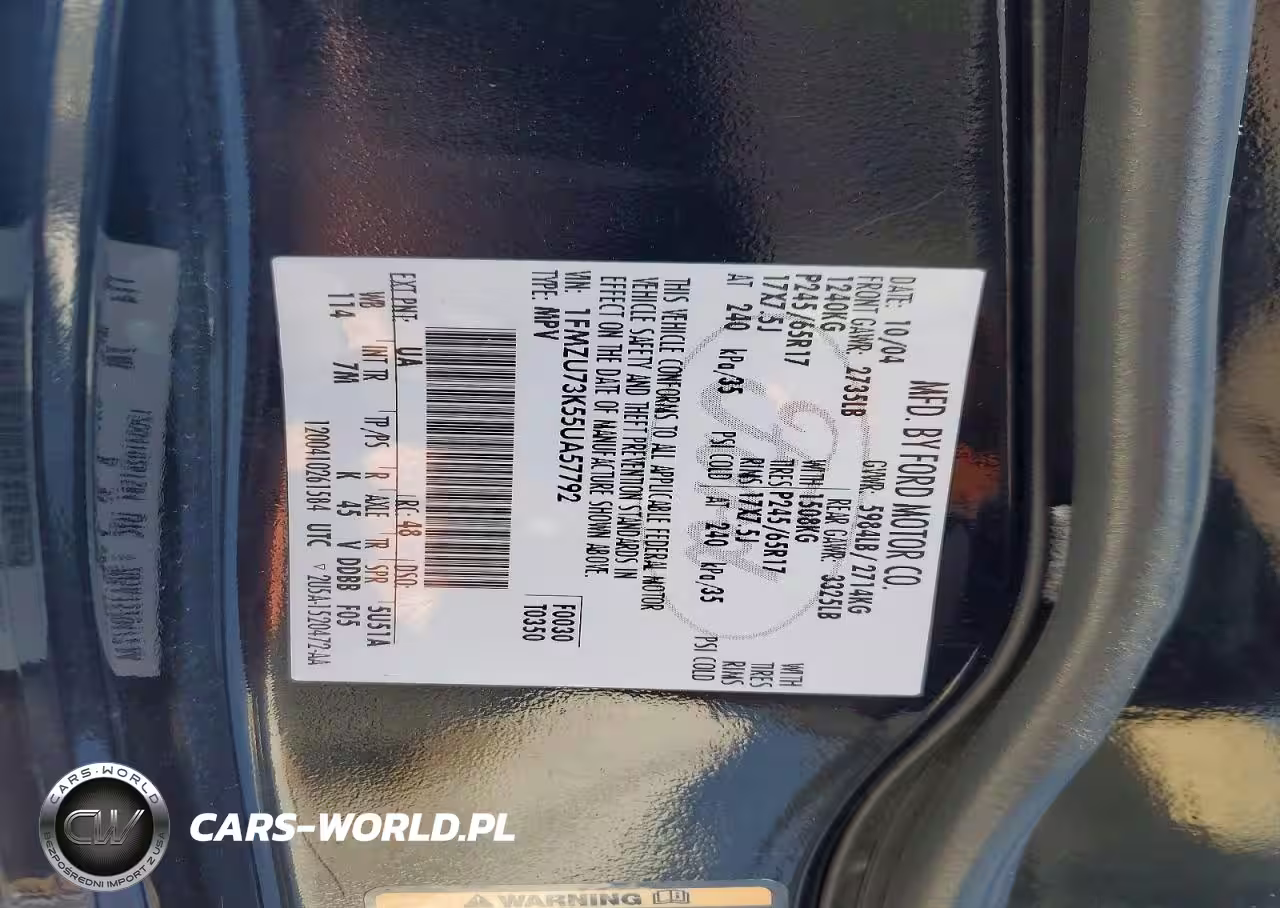 MFD. BY FORD MOTOR CO.
DATE: 10/04 GVWR: 5984LB/2714KG
FRONT GAWR: 2735LB REAR GAWR: 3325LB
1240KG WITH 1508KG WITH
P245/65R17 TIRES P245/65R17 TIRES
17X7.5J RIMS 17X7.5J RIMS
AT 240 kPa/35 PSI COLD AT 240 kPa/35 PSI COLD
THIS VEHICLE CONFORMS TO ALL APPLICABLE FEDERAL MOTOR
VEHICLE SAFETY AND THEFT PREVENTION STANDARDS IN
EFFECT ON THE DATE OF MANUFACTURE SHOWN ABOVE.
VIN: 1FMZU73K55UA57792 F0030
TYPE: MPV T0350
EXT PNT: UA RC: 48 DSO:
WB INT TR TP/PS R AXLE TR SPR 5U51A
114 7M K 45 V DDBB F05
1200410261504 UTC ▽ 2U5A-1520472-AA
CARS-WORLD
CW
BEZPOŚREDNI IMPORT Z USA
CARS-WORLD.PL
WARNING